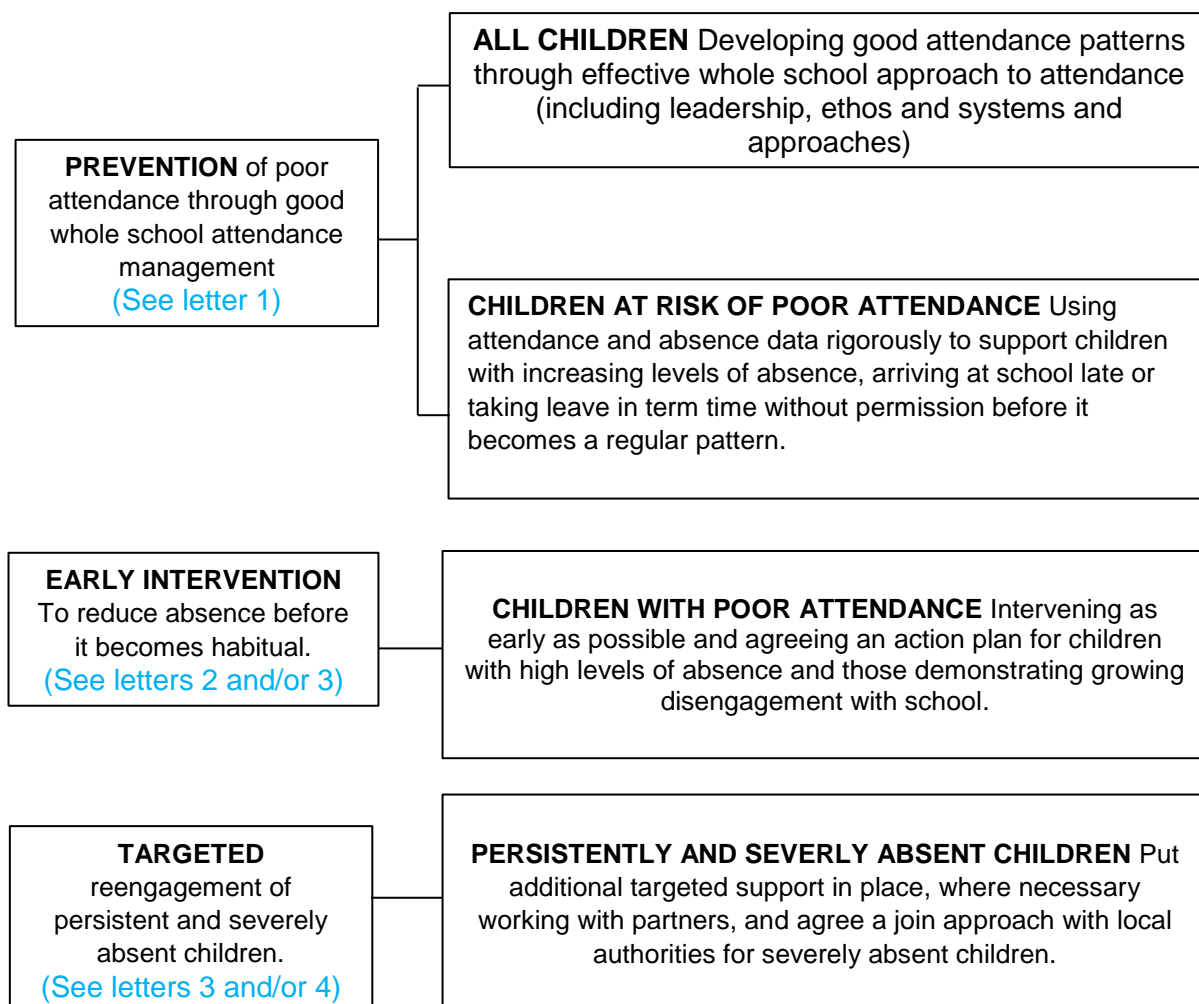 PREVENTION of poor
attendance through good
whole school attendance
management
(See letter 1)
ALL CHILDREN Developing good attendance patterns
through effective whole school approach to attendance
(including leadership, ethos and systems and
approaches)
CHILDREN AT RISK OF POOR ATTENDANCE Using
attendance and absence data rigorously to support children
with increasing levels of absence, arriving at school late or
taking leave in term time without permission before it
becomes a regular pattern.
EARLY INTERVENTION
To reduce absence before
it becomes habitual.
(See letters 2 and/or 3)
CHILDREN WITH POOR ATTENDANCE Intervening as
early as possible and agreeing an action plan for children
with high levels of absence and those demonstrating growing
disengagement with school.
TARGETED
reengagement of
persistent and severely
absent children.
(See letters 3 and/or 4)
PERSISTENTLY AND SEVERLY ABSENT CHILDREN Put
additional targeted support in place, where necessary
working with partners, and agree a join approach with local
authorities for severely absent children.